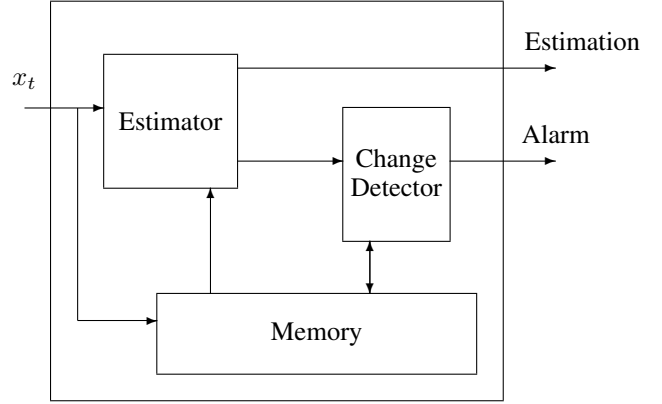 Estimation
x_t
Estimator
Alarm
Change
Detector
Memory